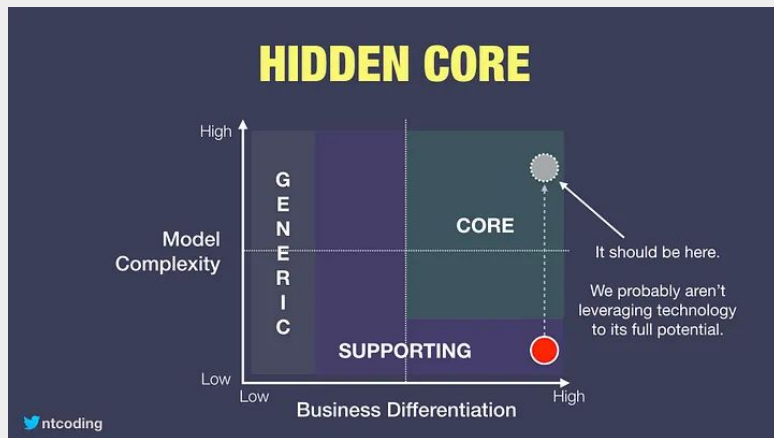 HIDDEN CORE
High
GENERIC
Model
Complexity
CORE
It should be here.
We probably aren't
leveraging technology
to its full potential.
SUPPORTING
Low
Low
Business Differentiation
High
ntcoding